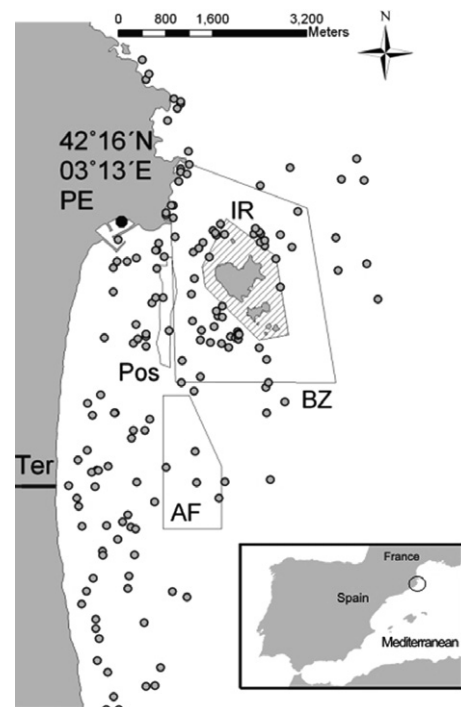 0 800 1,600 3,200
Meters
N
42°16´N
03°13´E
PE
IR
Pos
BZ
Ter
AF
France
Spain
Mediterranean